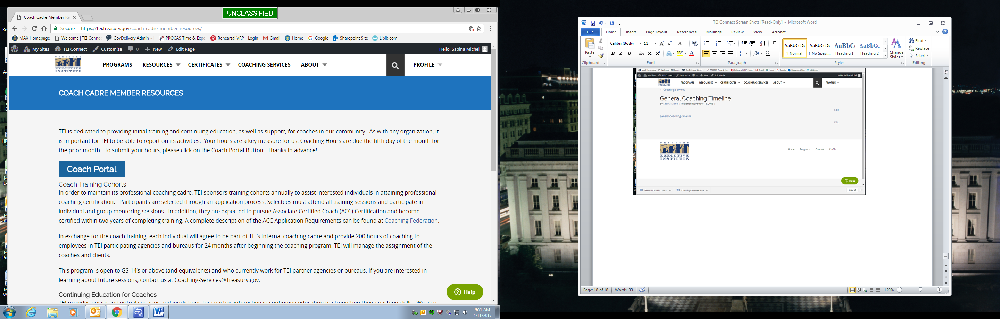 UNCLASSIFIED
Coach Cadre Member Re
Secure
https://tei.treasury.gov/coach-cadre-member-resources/
MAX Homepage
Welcome | TEI Conne
GovDelivery Admin »
PROCAS Time & Expe
Rehearsal VRP - Login
Gmail
Home
Google
Sharepoint Site
Libib.com
My Sites
TEI Connect
Customize
0
New
Edit Page
Hello, Sabina Michel
TREASURY
EXECUTIVE
INSTITUTE
PROGRAMS
RESOURCES
CERTIFICATES
COACHING SERVICES
ABOUT
PROFILE
COACH CADRE MEMBER RESOURCES
TEI is dedicated to providing initial training and continuing education, as well as support, for coaches in our community. As with any organization, it
is important for TEI to be able to report on its activities. Your hours are a key measure for us. Coaching Hours are due the fifth day of the month for
the prior month. To submit your hours, please click on the Coach Portal Button. Thanks in advance!
Coach Portal
Coach Training Cohorts
In order to maintain its professional coaching cadre, TEI sponsors training cohorts annually to assist interested individuals in attaining professional
coaching certification. Participants are selected through an application process. Selectees must attend all training sessions and participate in
individual and group mentoring sessions. In addition, they are expected to pursue Associate Certified Coach (ACC) Certification and become
certified within two years of completing training. A complete description of the ACC Application Requirements can be found at Coaching Federation.
In exchange for the coach training, each individual will agree to be part of TEI's internal coaching cadre and provide 200 hours of coaching to
employees in TEI participating agencies and bureaus for 24 months after beginning the coaching program. TEI will manage the assignment of the
coaches and clients.
This program is open to GS-14's or above (and equivalents) and who currently work for TEI partner agencies or bureaus. If you are interested in
learning about future sessions, contact us at Coaching-Services@Treasury.gov.
Continuing Education for Coaches
TEI provides onsite and virtual sessions and workshops for coaches interesting in continuing education to strengthen their coaching skills. We also
Help
9:51 AM
4/11/2017
TEI Connect Screen Shots [Read-Only] - Microsoft Word
File
Home
Insert
Page Layout
References
Mailings
Review
View
Acrobat
Paste
Clipboard
Calibri (Body)
11
Font
Paragraph
AaBbCcDc
¶ Normal
AaBbCcDc
¶ No Spaci...
AaBbC
Heading 1
AaBbCc
Heading 2
Change
Styles
Styles
Find
Replace
Select
Editing
MAX Homepage
Welcome | TEI Conne
GovDelivery Admin
PROCAS Time & Exp
Rehearsal VRP - Login
Gmail
Home
Google
Sharepoint Site
Libib.com
My Sites
TEI Connect
Customize
0
New
Edit Media
Hello, Sabina Michel
PROGRAMS
RESOURCES
CERTIFICATES
COACHING SERVICES
ABOUT
PROFILE
← Coaching Services
General Coaching Timeline
By Sabina Michel | Published November 18, 2016 |
Edit
general-coaching-timeline
Edit
TREASURY
EXECUTIVE
INSTITUTE
Home
Programs
Contact
Profile
Help
General-Coachin....docx
Coaching-Overview.docx
Show all
Page: 18 of 18
Words: 33
120%